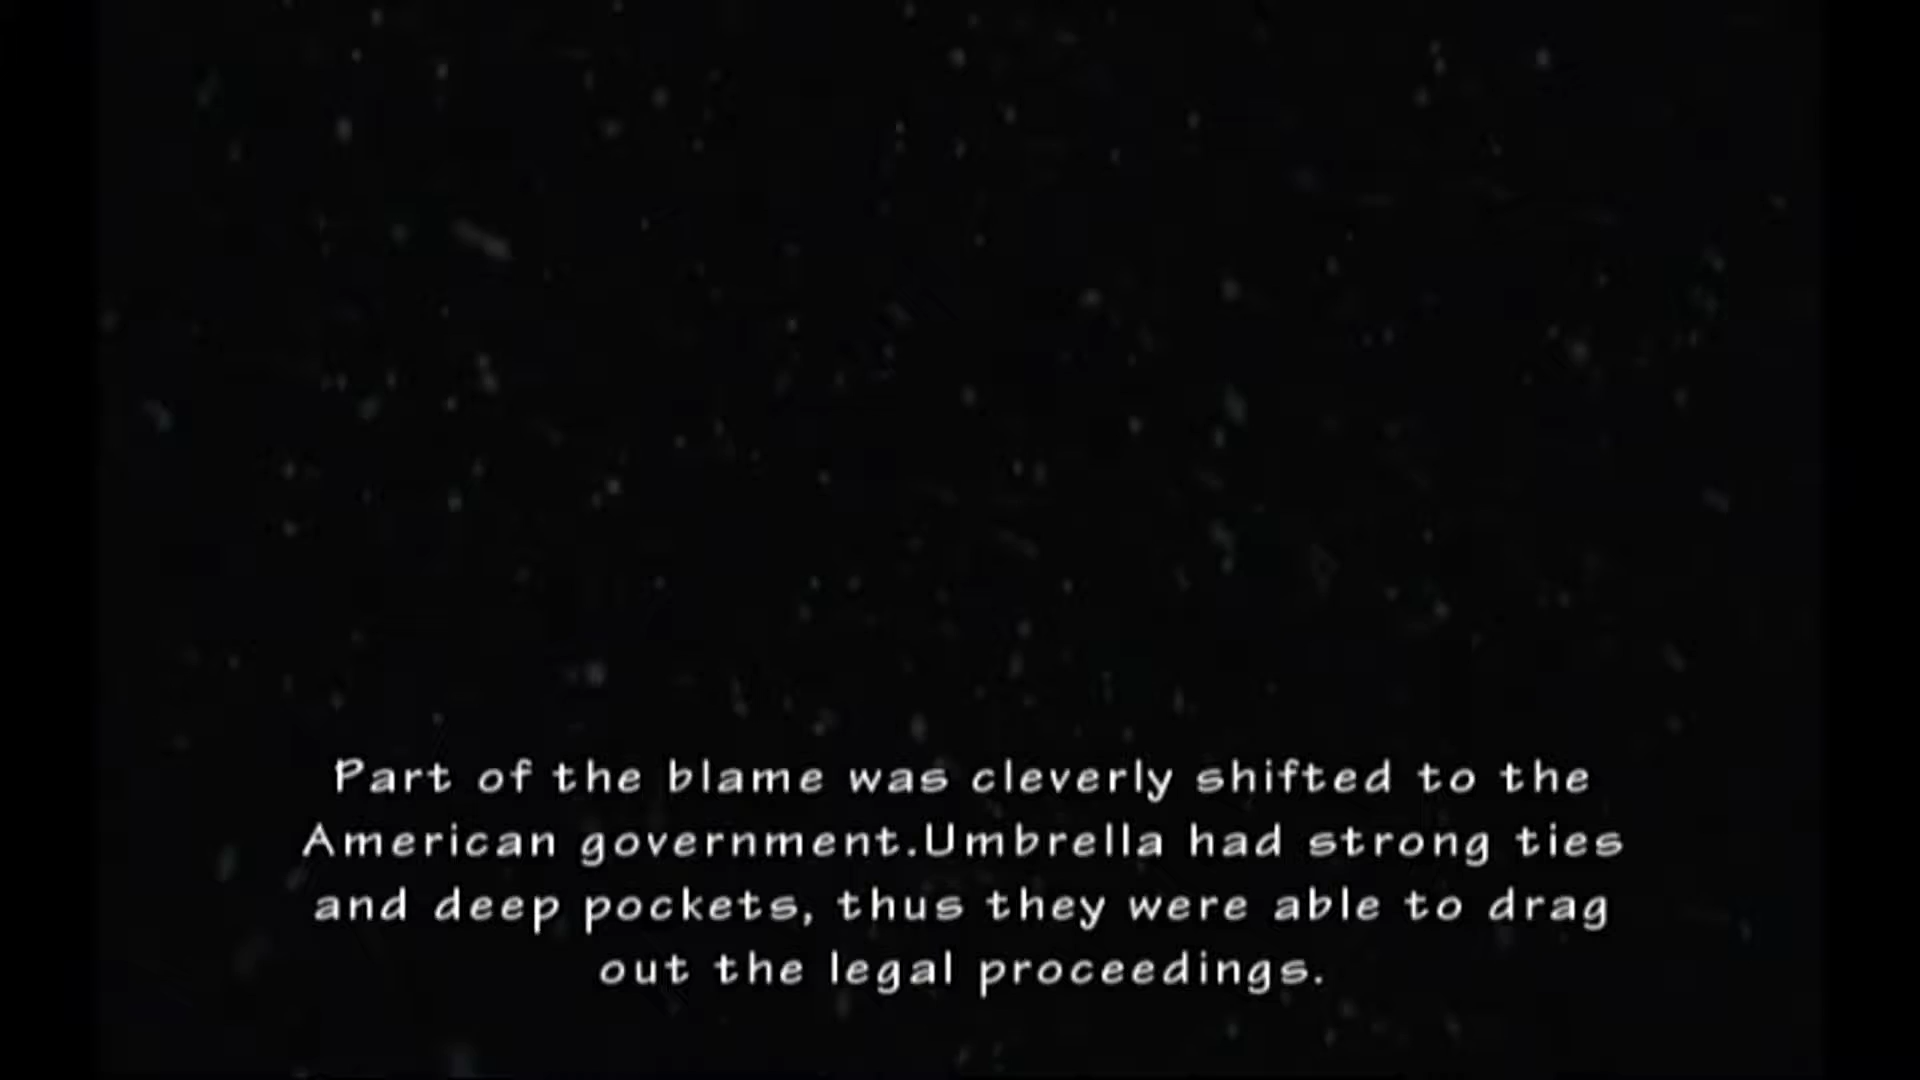 Part of the blame was cleverly shifted to the
American government.Umbrella had strong ties
and deep pockets, thus they were able to drag
out the legal proceedings.